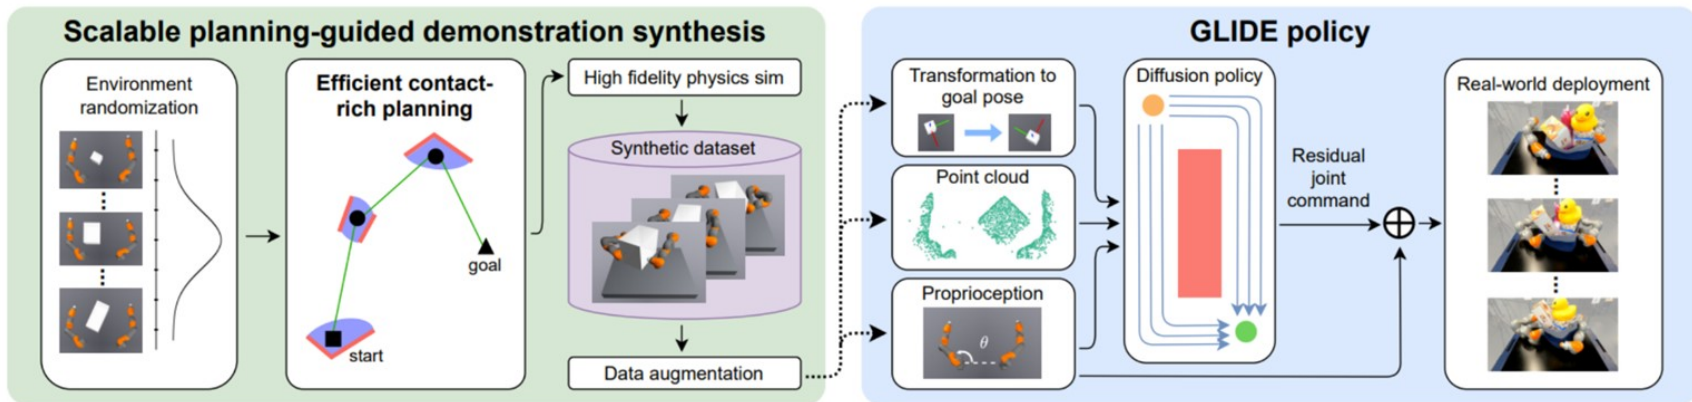 Scalable planning-guided demonstration synthesis
Environment
randomization
Efficient contact-
rich planning
goal
start
High fidelity physics sim
Synthetic dataset
Data augmentation
GLIDE policy
Transformation to
goal pose
Point cloud
Proprioception
θ
Diffusion policy
Residual
joint
command
Real-world deployment